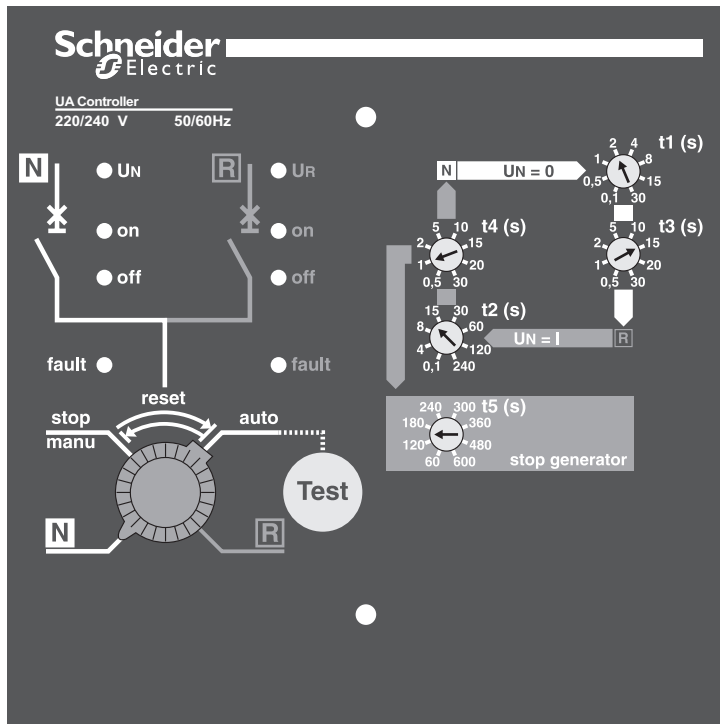 Schneider
Electric
UA Controller
220/240 V 50/60Hz
N
UN
on
off
fault
R
UR
on
off
fault
reset
stop
manu
auto
Test
N
R
N
UN = 0
t1 (s)
0,1 0,5 1 2 4 8 15 30
t4 (s)
0,5 1 2 5 10 15 20 30
t3 (s)
0,5 1 2 5 10 15 20 30
t2 (s)
0,1 4 8 15 30 60 120 240
UN = I
R
t5 (s)
60 120 180 240 300 360 480 600
stop generator